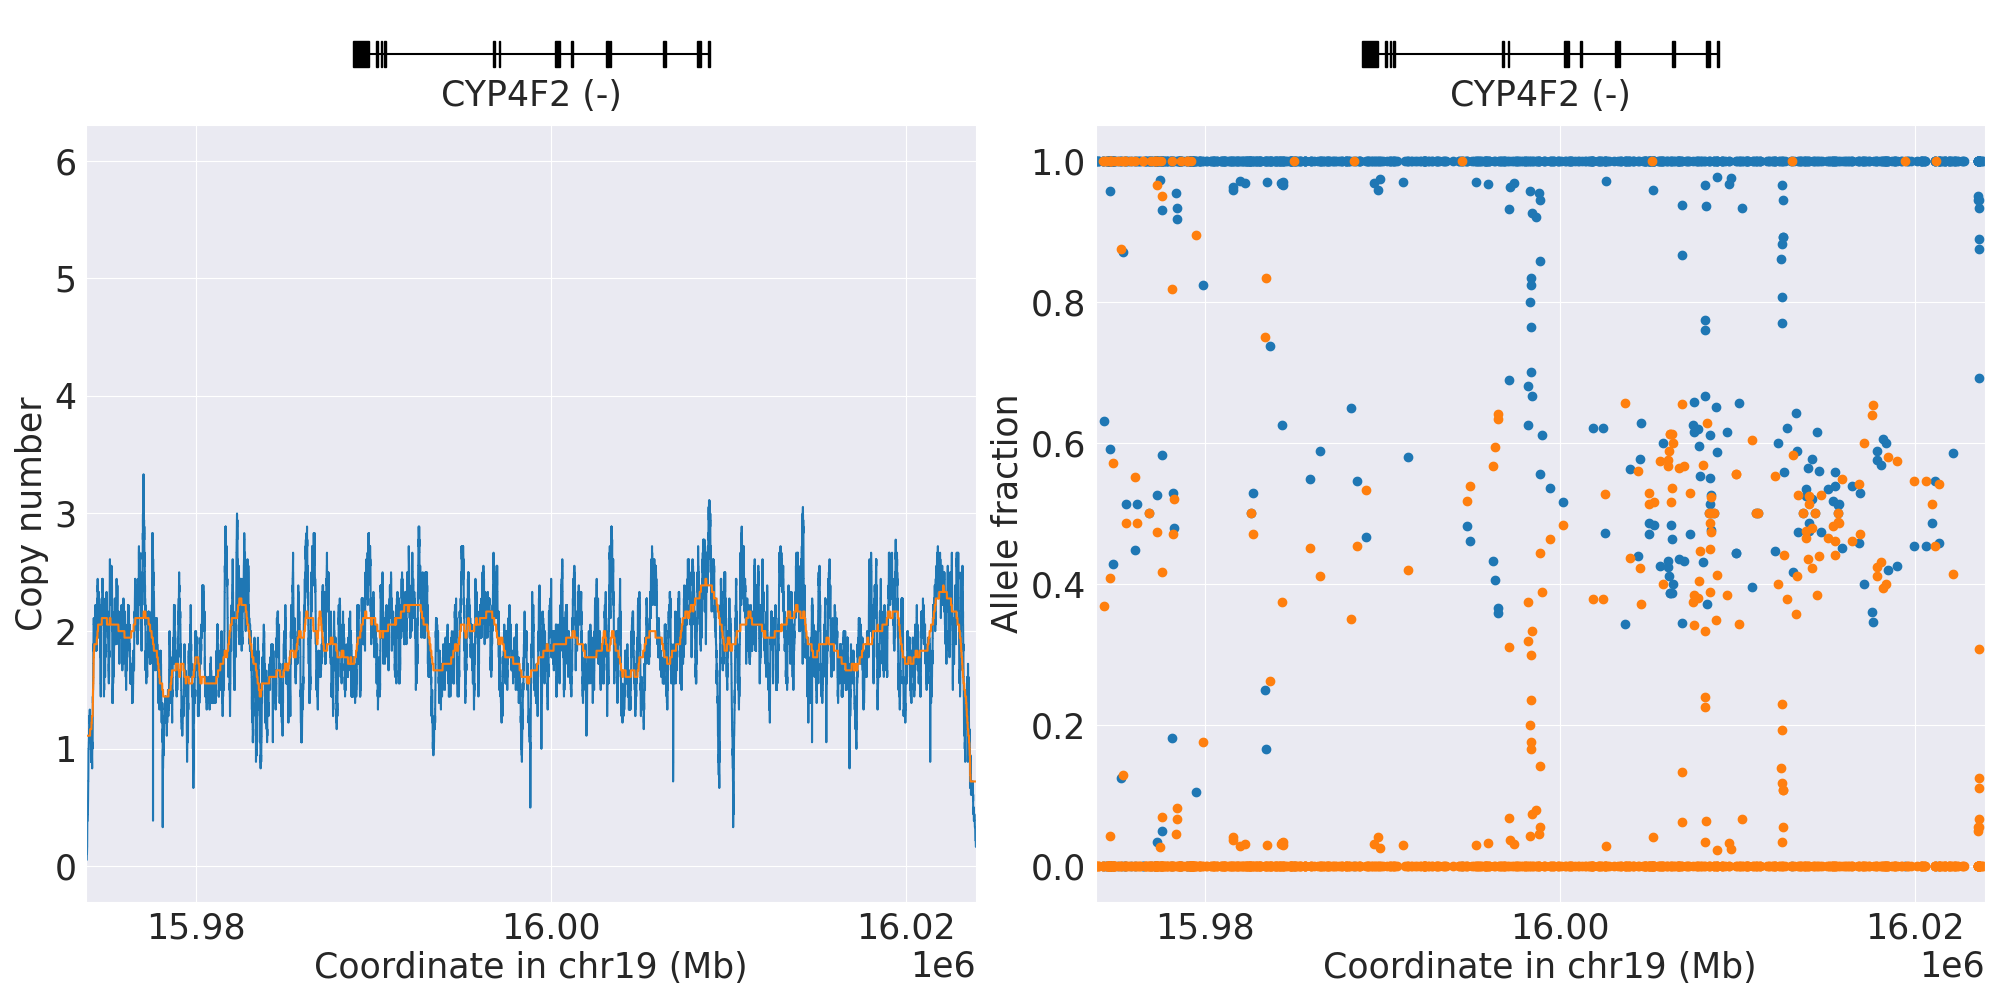 CYP4F2 (-)
6
5
4
3
2
1
0
Copy number
15.98
16.00
16.02
Coordinate in chr19 (Mb)
1e6
CYP4F2 (-)
1.0
0.8
0.6
0.4
0.2
0.0
Allele fraction
15.98
16.00
16.02
Coordinate in chr19 (Mb)
1e6